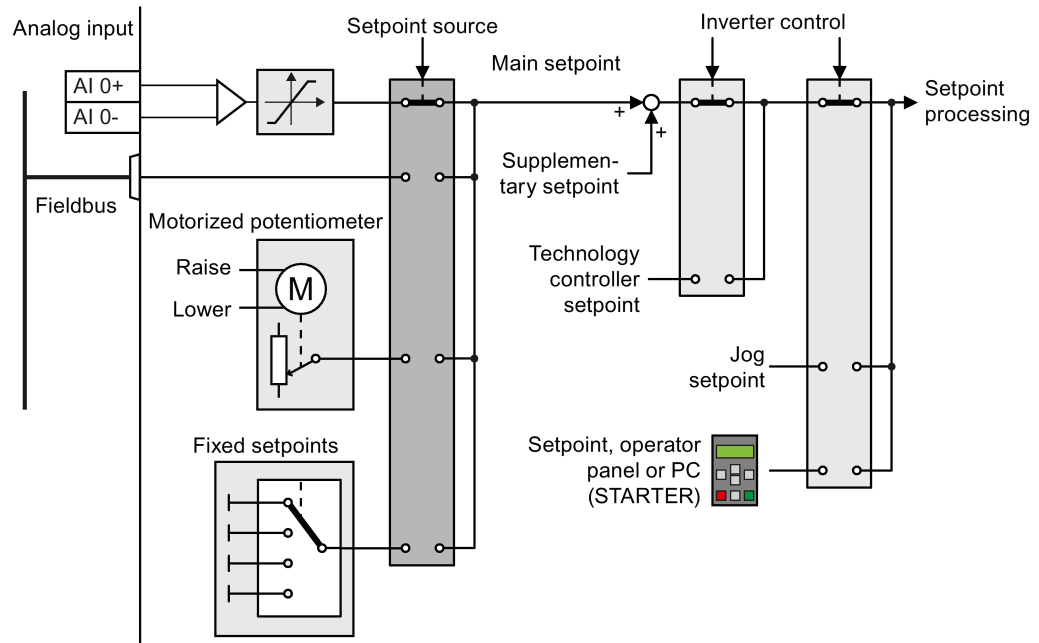 Analog input
Setpoint source
Inverter control
AI 0+
AI 0-
Main setpoint
+
+
Setpoint
processing
Supplemen-
tary setpoint
Fieldbus
Motorized potentiometer
Raise
Lower
M
Technology
controller
setpoint
Jog
setpoint
Fixed setpoints
Setpoint, operator
panel or PC
(STARTER)